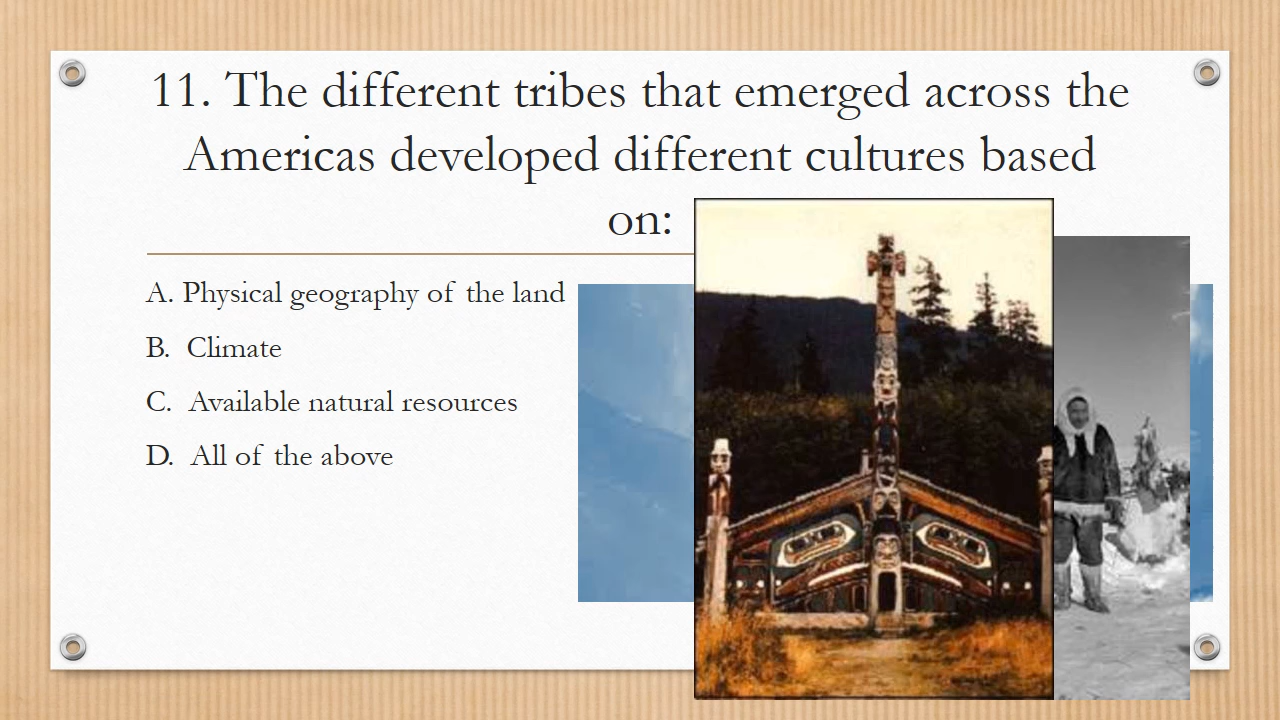 11. The different tribes that emerged across the
Americas developed different cultures based
on:
A. Physical geography of the land
B. Climate
C. Available natural resources
D. All of the above